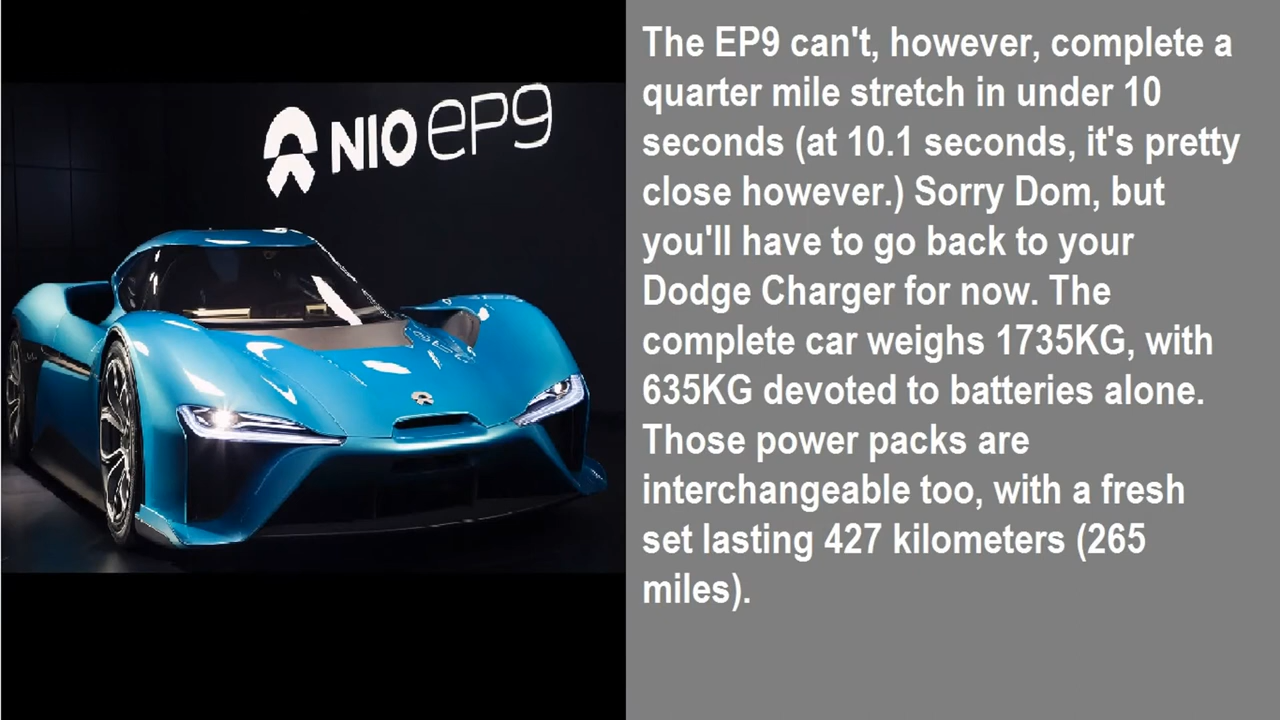 NIO eP9
The EP9 can't, however, complete a
quarter mile stretch in under 10
seconds (at 10.1 seconds, it's pretty
close however.) Sorry Dom, but
you'll have to go back to your
Dodge Charger for now. The
complete car weighs 1735KG, with
635KG devoted to batteries alone.
Those power packs are
interchangeable too, with a fresh
set lasting 427 kilometers (265
miles).